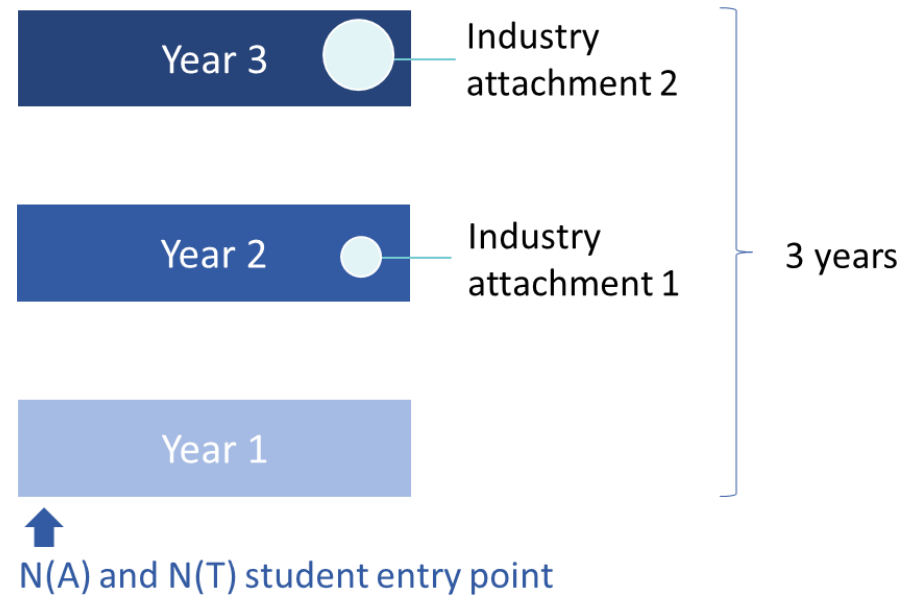 Year 3
Industry
attachment 2
Year 2
Industry
attachment 1
3 years
Year 1
N(A) and N(T) student entry point